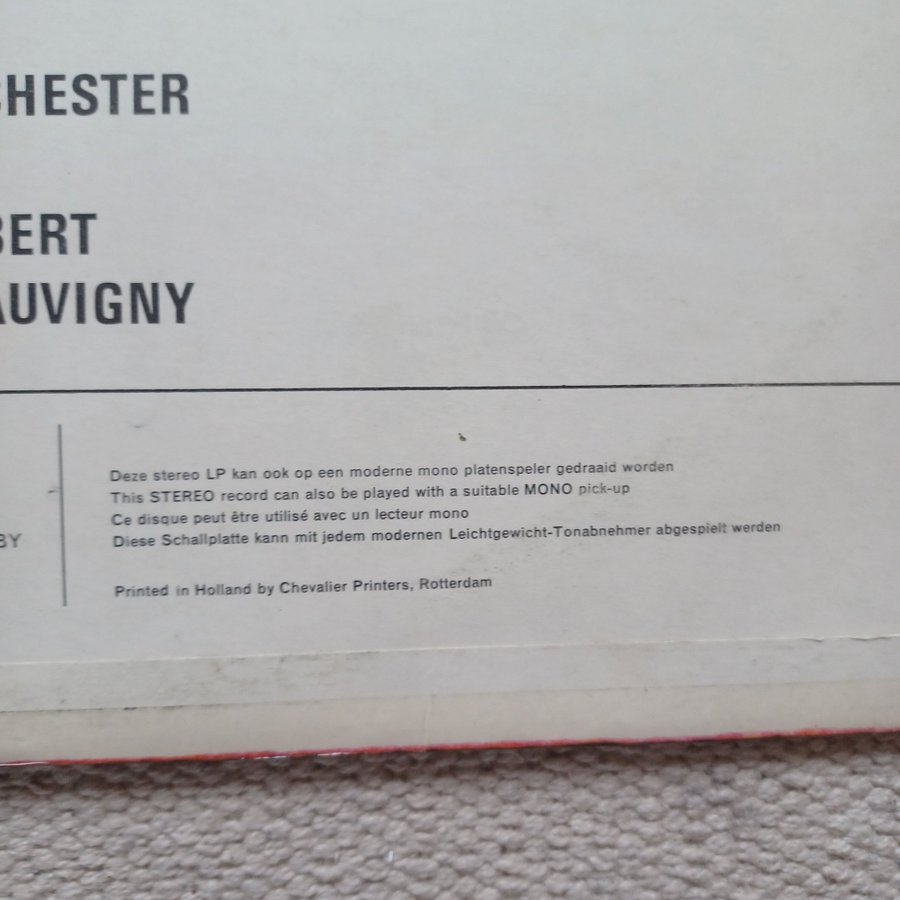 CHESTER
BERT
AUVIGNY
Deze stereo LP kan ook op een moderne mono platenspeler gedraaid worden
This STEREO record can also be played with a suitable MONO pick-up
Ce disque peut être utilisé avec un lecteur mono
BY
Diese Schallplatte kann mit jedem modernen Leichtgewicht-Tonabnehmer abgespielt werden
Printed in Holland by Chevalier Printers, Rotterdam